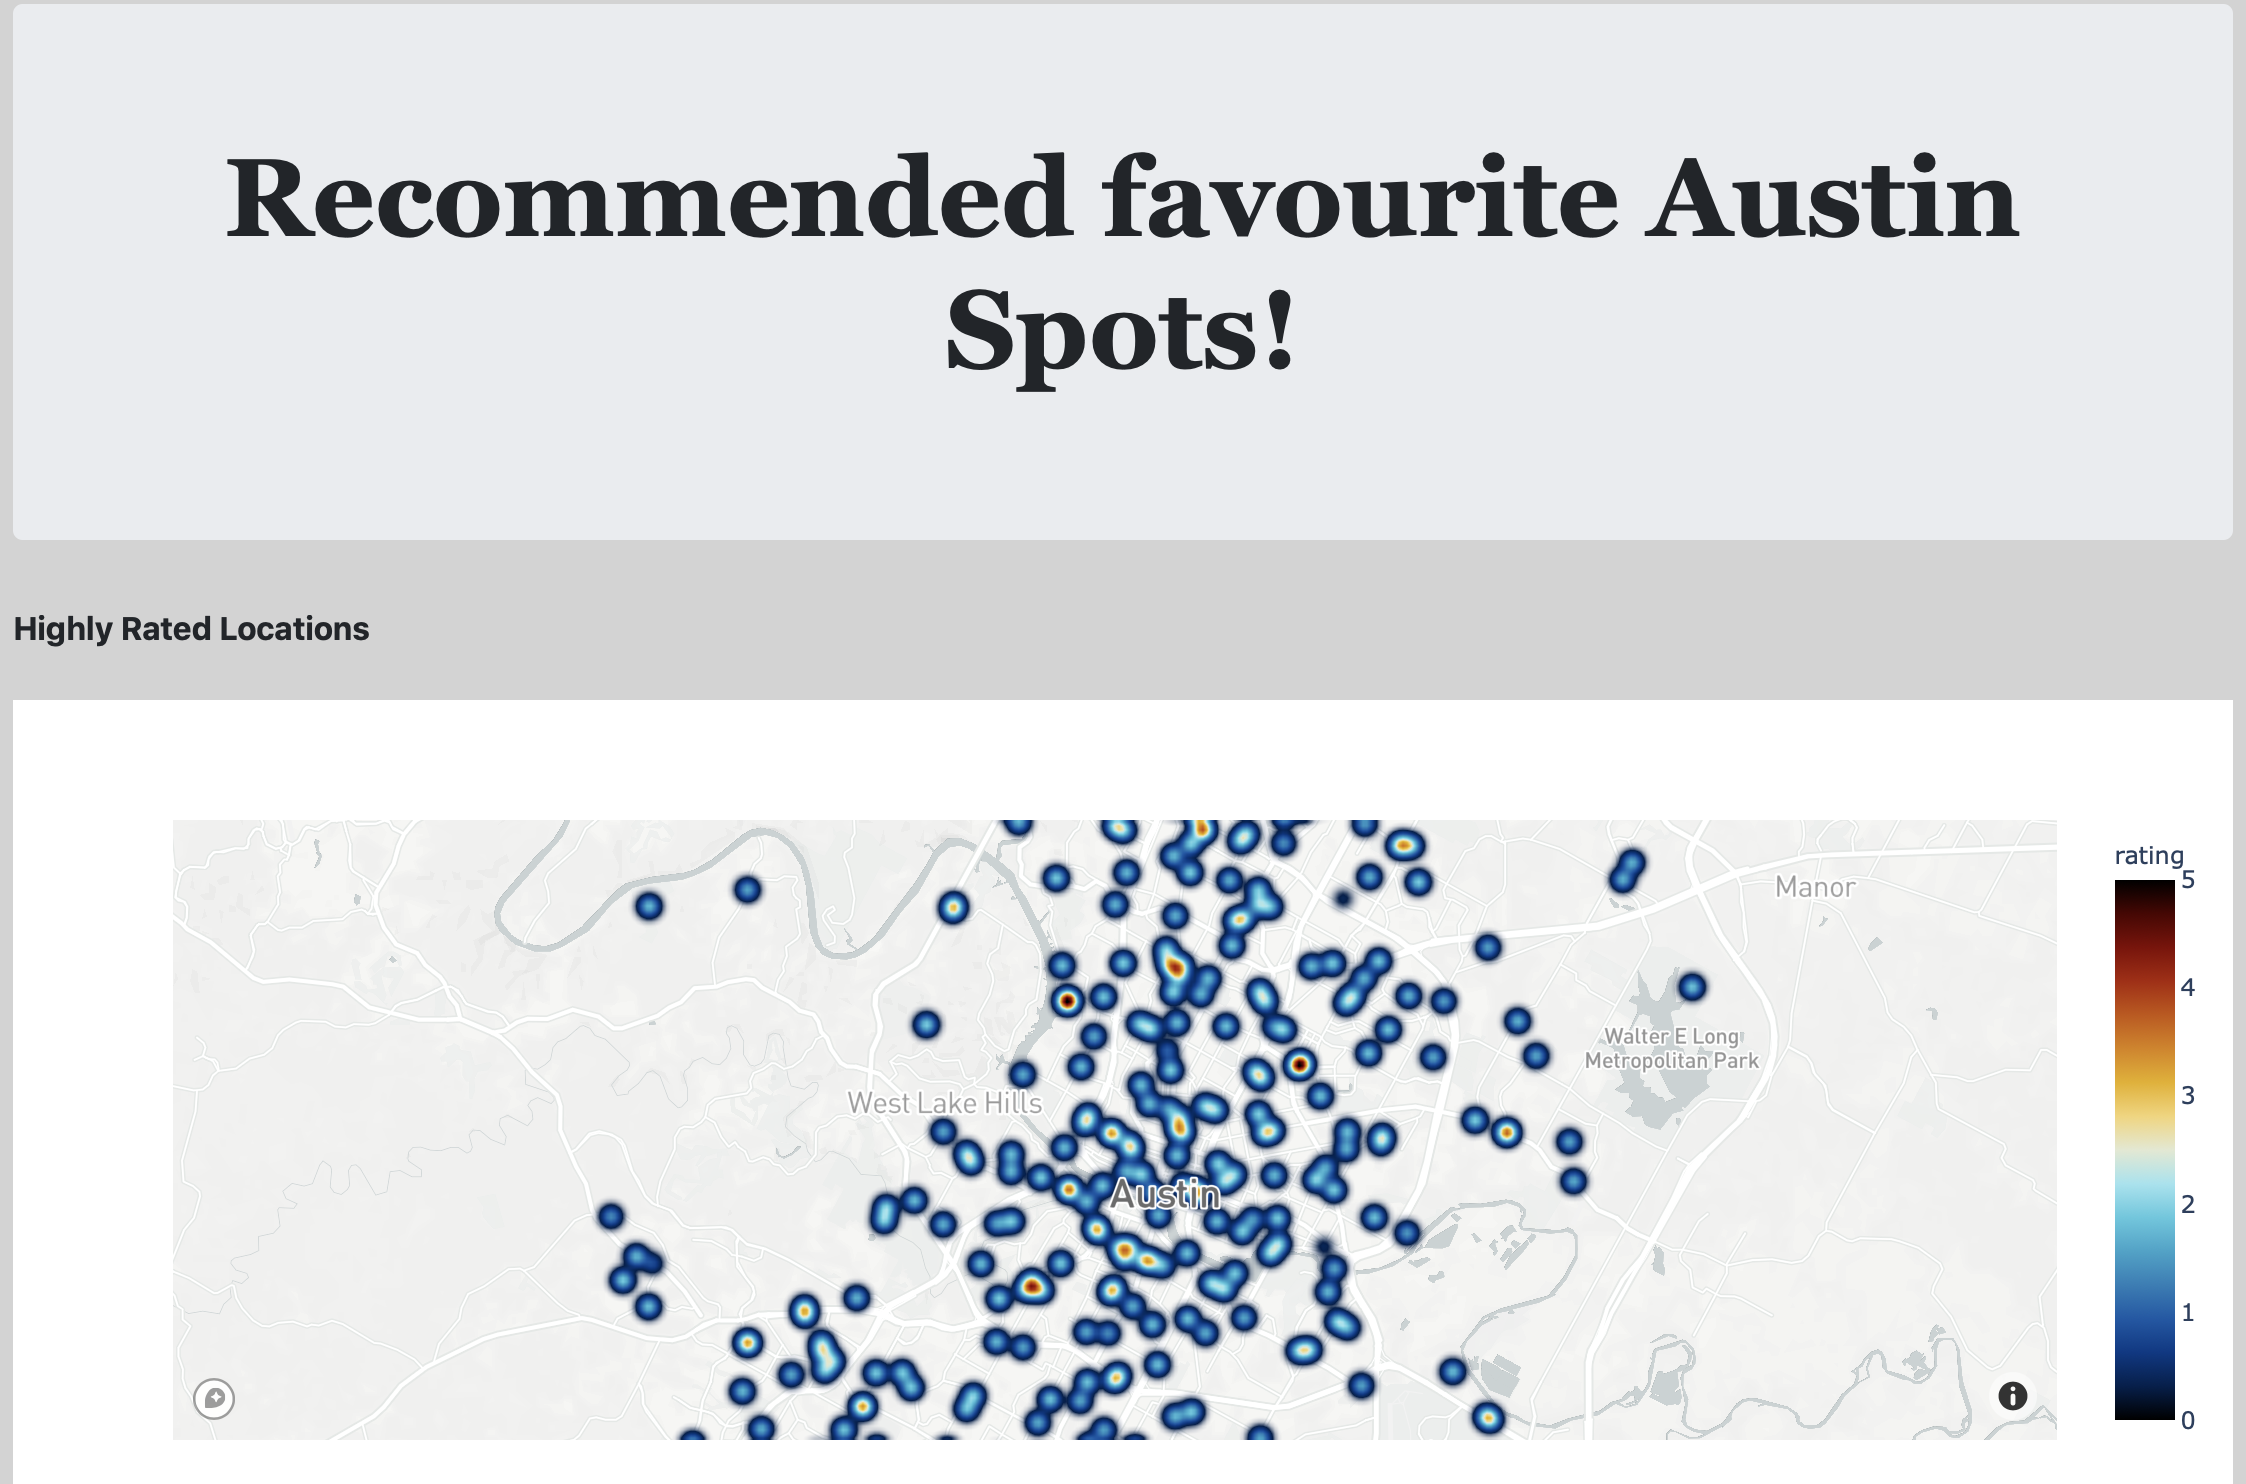 Recommended favourite Austin
Spots!
Highly Rated Locations
rating
5
4
3
2
1
0
Manor
Walter E Long
Metropolitan Park
West Lake Hills
Austin